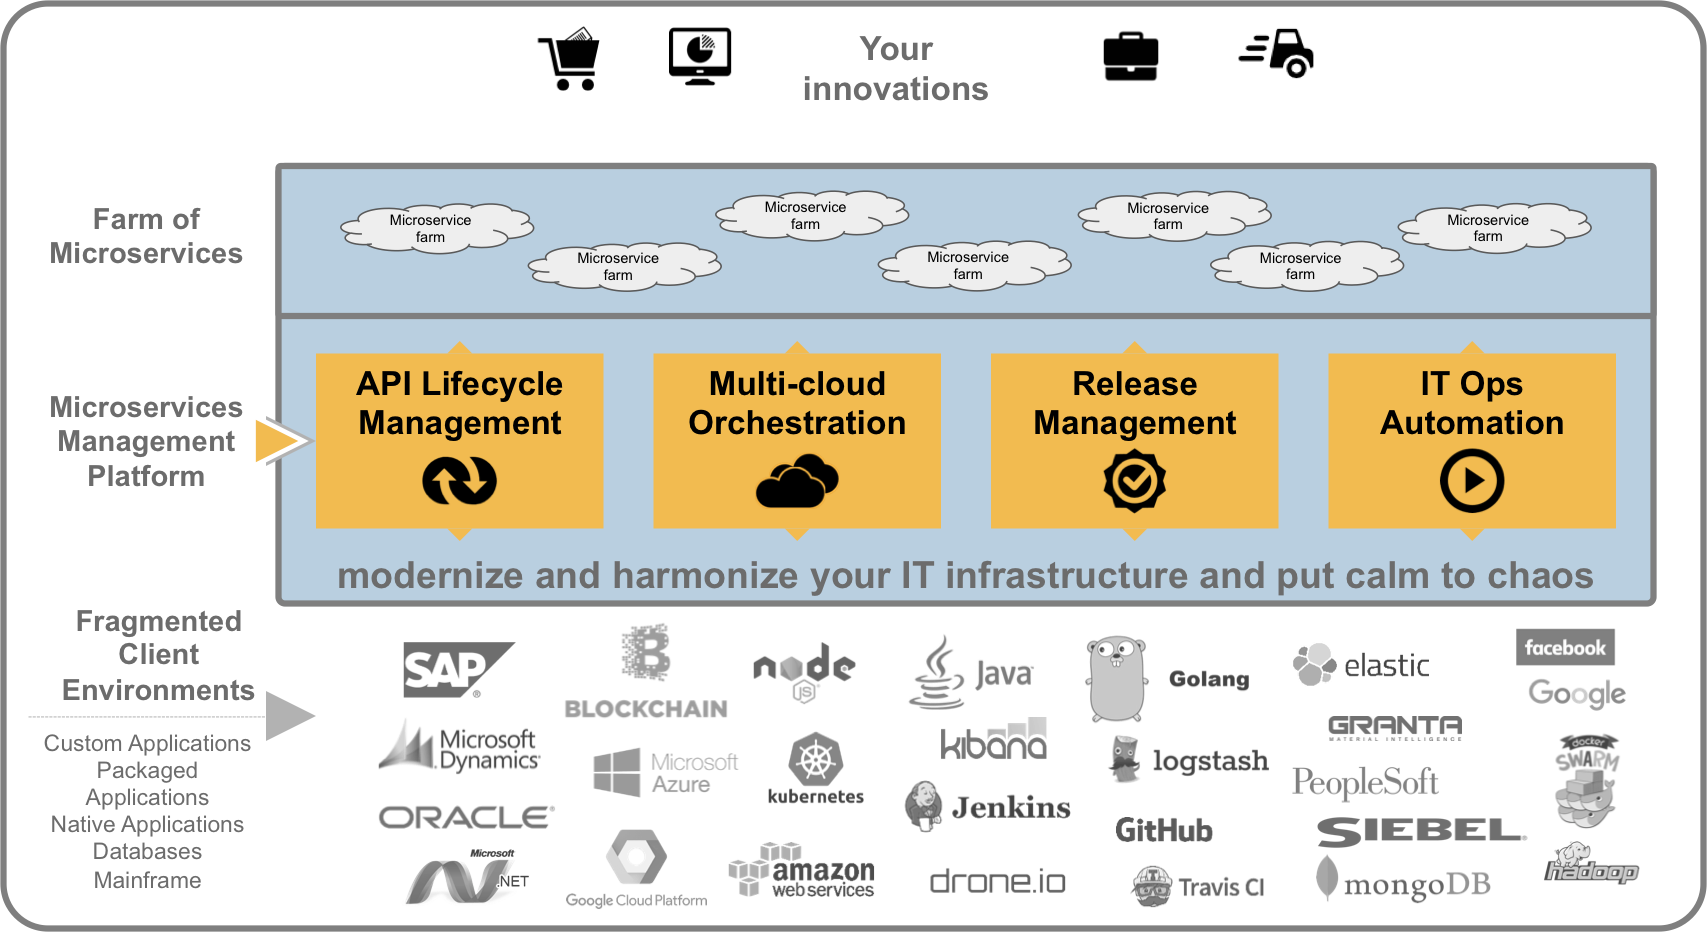 Your
innovations
Farm of
Microservices
Microservice
farm
Microservice
farm
Microservice
farm
Microservice
farm
Microservice
farm
Microservice
farm
Microservice
farm
Microservices
Management
Platform
API Lifecycle
Management
Multi-cloud
Orchestration
Release
Management
IT Ops
Automation
modernize and harmonize your IT infrastructure and put calm to chaos
Fragmented
Client
Environments
Custom Applications
Packaged
Applications
Native Applications
Databases
Mainframe
SAP®
BLOCKCHAIN
node
JS
Java
Golang
elastic
facebook
Google
Microsoft
Dynamics
Microsoft
Azure
kubernetes
kibana
logstash
GRANTA
MATERIAL INTELLIGENCE
docker
SWARM
PeopleSoft
ORACLE®
Google Cloud Platform
Jenkins
GitHub
SIEBEL®
Microsoft
.NET
amazon
webservices
drone.io
Travis CI
mongoDB
hadoop